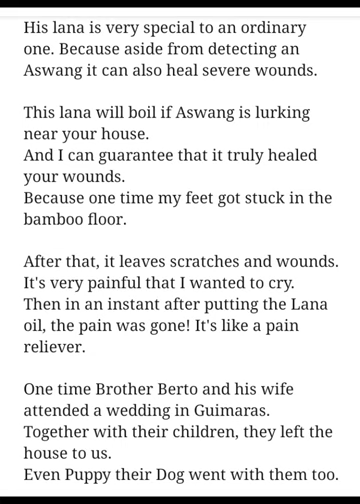 His lana is very special to an ordinary
one. Because aside from detecting an
Aswang it can also heal severe wounds.
This lana will boil if Aswang is lurking
near your house.
And I can guarantee that it truly healed
your wounds.
Because one time my feet got stuck in the
bamboo floor.
After that, it leaves scratches and wounds.
It's very painful that I wanted to cry.
Then in an instant after putting the Lana
oil, the pain was gone! It's like a pain
reliever.
One time Brother Berto and his wife
attended a wedding in Guimaras.
Together with their children, they left the
house to us.
Even Puppy their Dog went with them too.